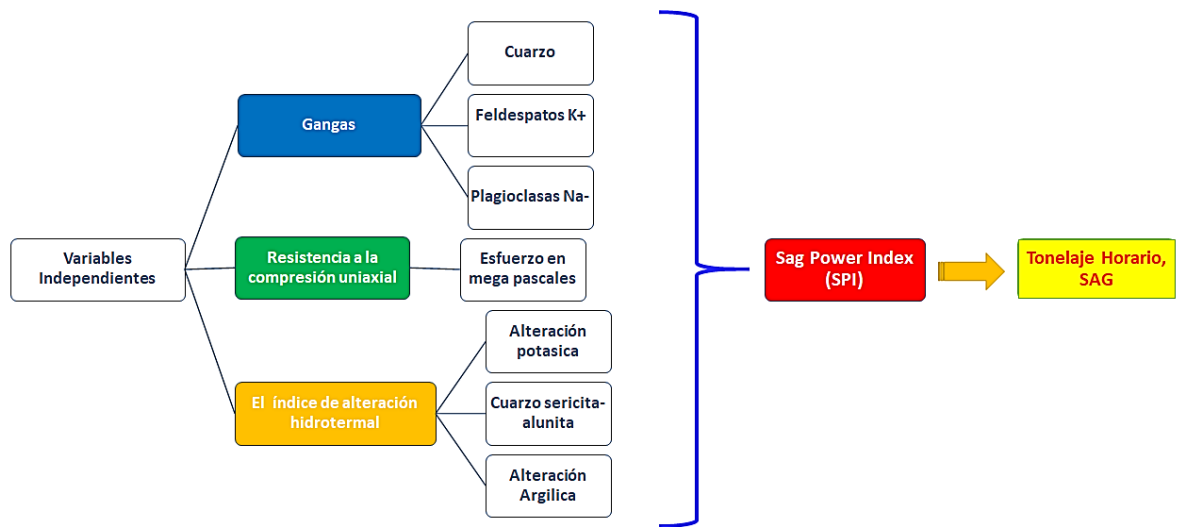 Cuarzo
Gangas
Feldespatos K+
Plagioclasas Na-
Variables
Independientes
Resistencia a la
compresión uniaxial
Esfuerzo en
mega pascales
Sag Power Index
(SPI)
Tonelaje Horario,
SAG
Alteración
potasica
El índice de alteración
hidrotermal
Cuarzo sericita-
alunita
Alteración
Argilica